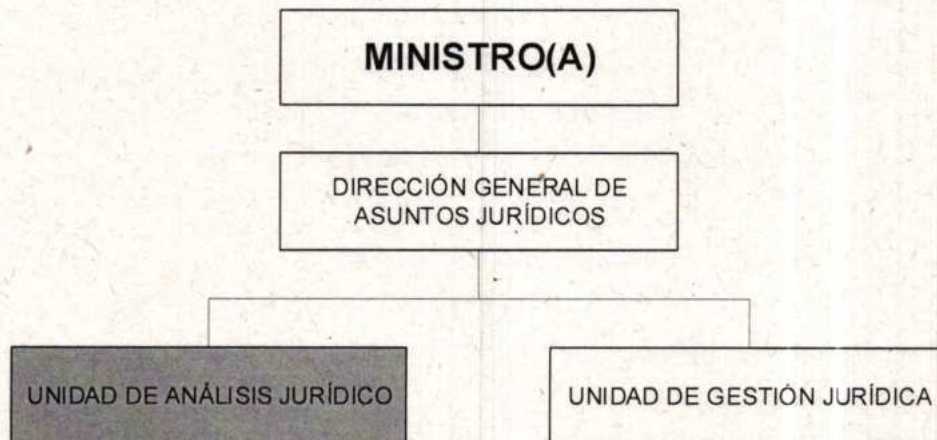 MINISTRO(A)
DIRECCIÓN GENERAL DE
ASUNTOS JURÍDICOS
UNIDAD DE ANÁLISIS JURÍDICO
UNIDAD DE GESTIÓN JURÍDICA